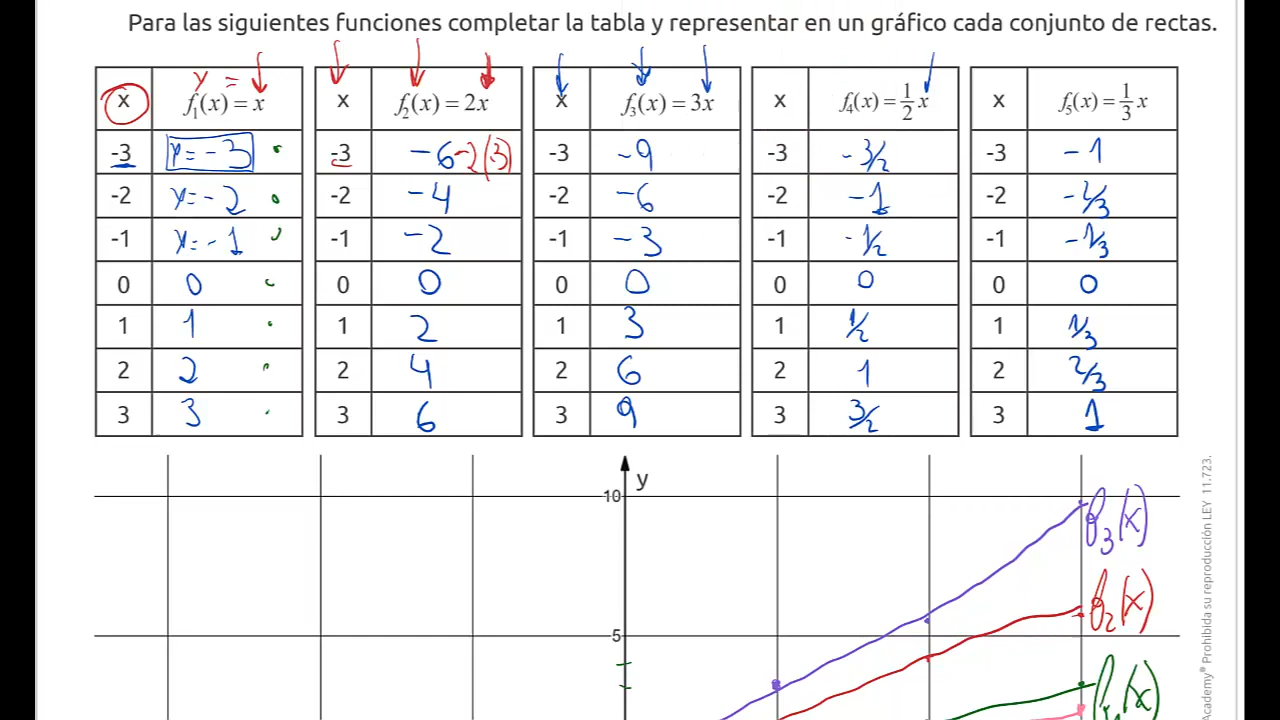 Para las siguientes funciones completar la tabla y representar en un gráfico cada conjunto de rectas.
y =
x f₁(x) = x x f₂(x) = 2x x f₃(x) = 3x x f₄(x) = 1/2 x x f₅(x) = 1/3 x
-3 y = -3 -3 -6 -2(3) -3 -9 -3 -3/2 -3 -1
-2 y = -2 -2 -4 -2 -6 -2 -1 -2 -2/3
-1 y = -1 -1 -2 -1 -3 -1 -1/2 -1 -1/3
0 0 0 0 0 0 0 0 0 0
1 1 1 2 1 3 1 1/2 1 1/3
2 2 2 4 2 6 2 1 2 2/3
3 3 3 6 3 9 3 3/2 3 1
y
10
f₃(x)
f₂(x)
5
Academy® Prohibida su reproducción LEY 11.723.